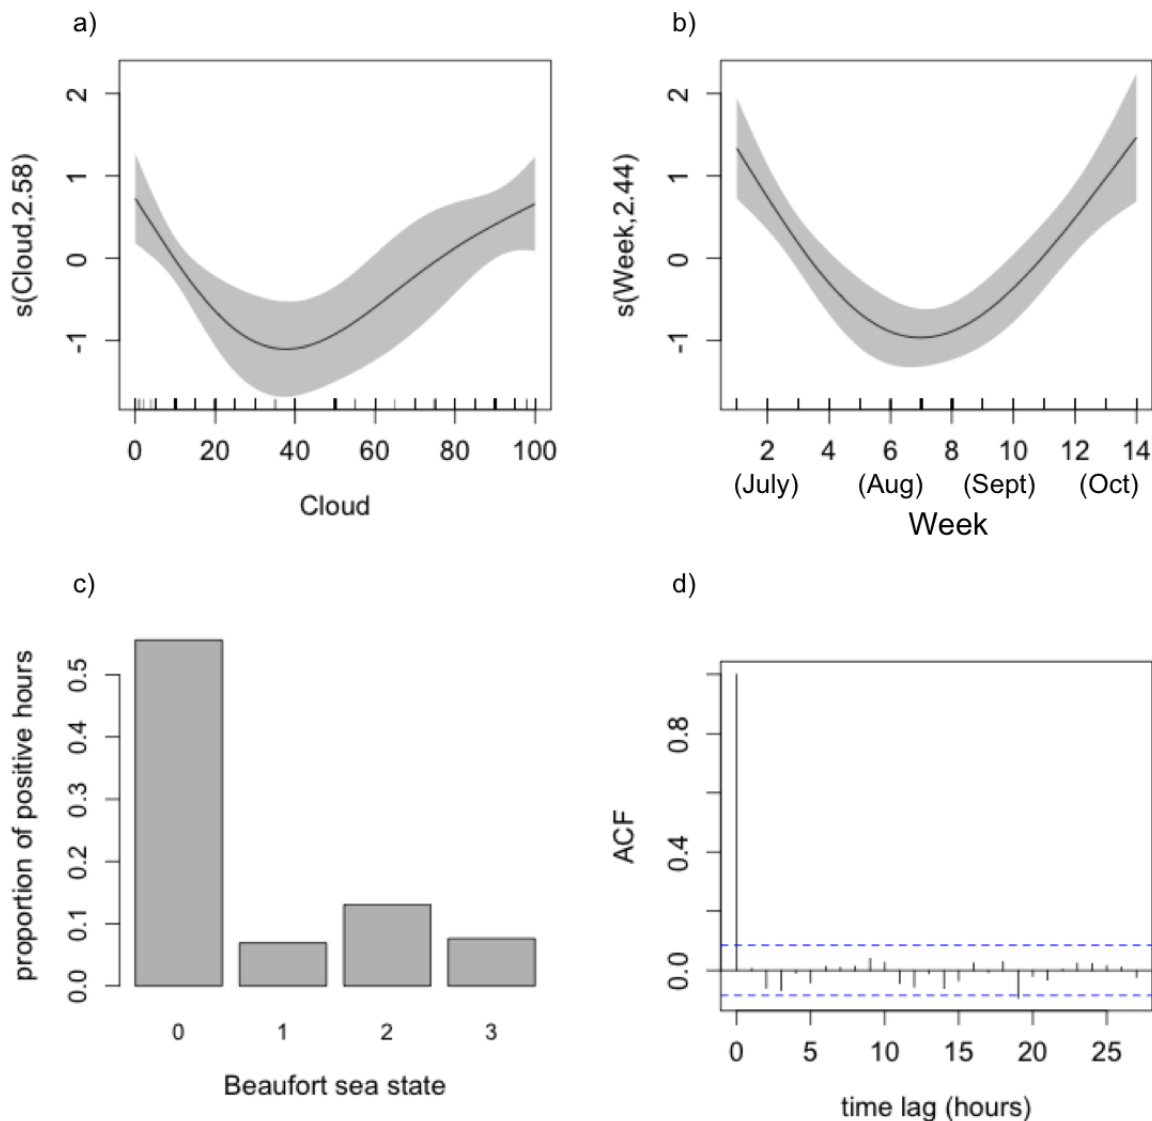 a)
s(Cloud,2.58)
2
1
0
-1
0 20 40 60 80 100
Cloud
b)
s(Week,2.44)
2
1
0
-1
2 4 6 8 10 12 14
(July) (Aug) (Sept) (Oct)
Week
c)
proportion of positive hours
0.5
0.4
0.3
0.2
0.1
0.0
0 1 2 3
Beaufort sea state
d)
ACF
0.8
0.4
0.0
0 5 10 15 20 25
time lag (hours)